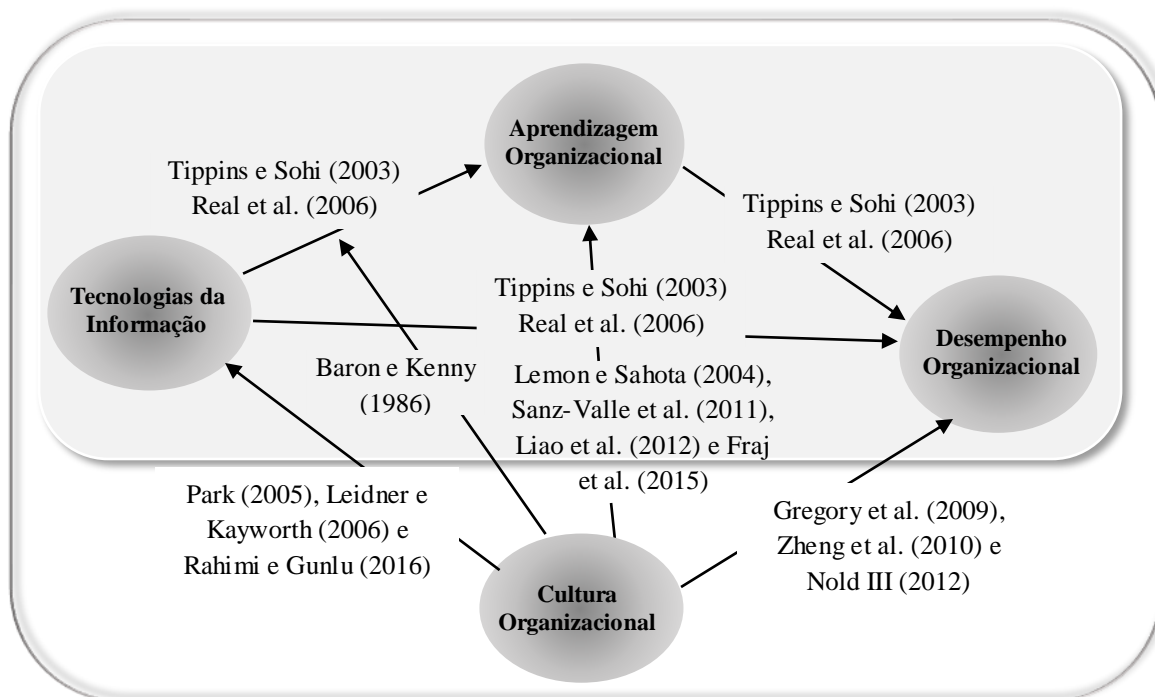 Aprendizagem
Organizacional
Tippins e Sohi (2003)
Real et al. (2006)
Tippins e Sohi (2003)
Real et al. (2006)
Tecnologias da
Informação
Tippins e Sohi (2003)
Real et al. (2006)
Desempenho
Organizacional
Baron e Kenny
(1986)
Lemon e Sahota (2004),
Sanz-Valle et al. (2011),
Liao et al. (2012) e Fraj
et al. (2015)
Park (2005), Leidner e
Kayworth (2006) e
Rahimi e Gunlu (2016)
Gregory et al. (2009),
Zheng et al. (2010) e
Nold III (2012)
Cultura
Organizacional